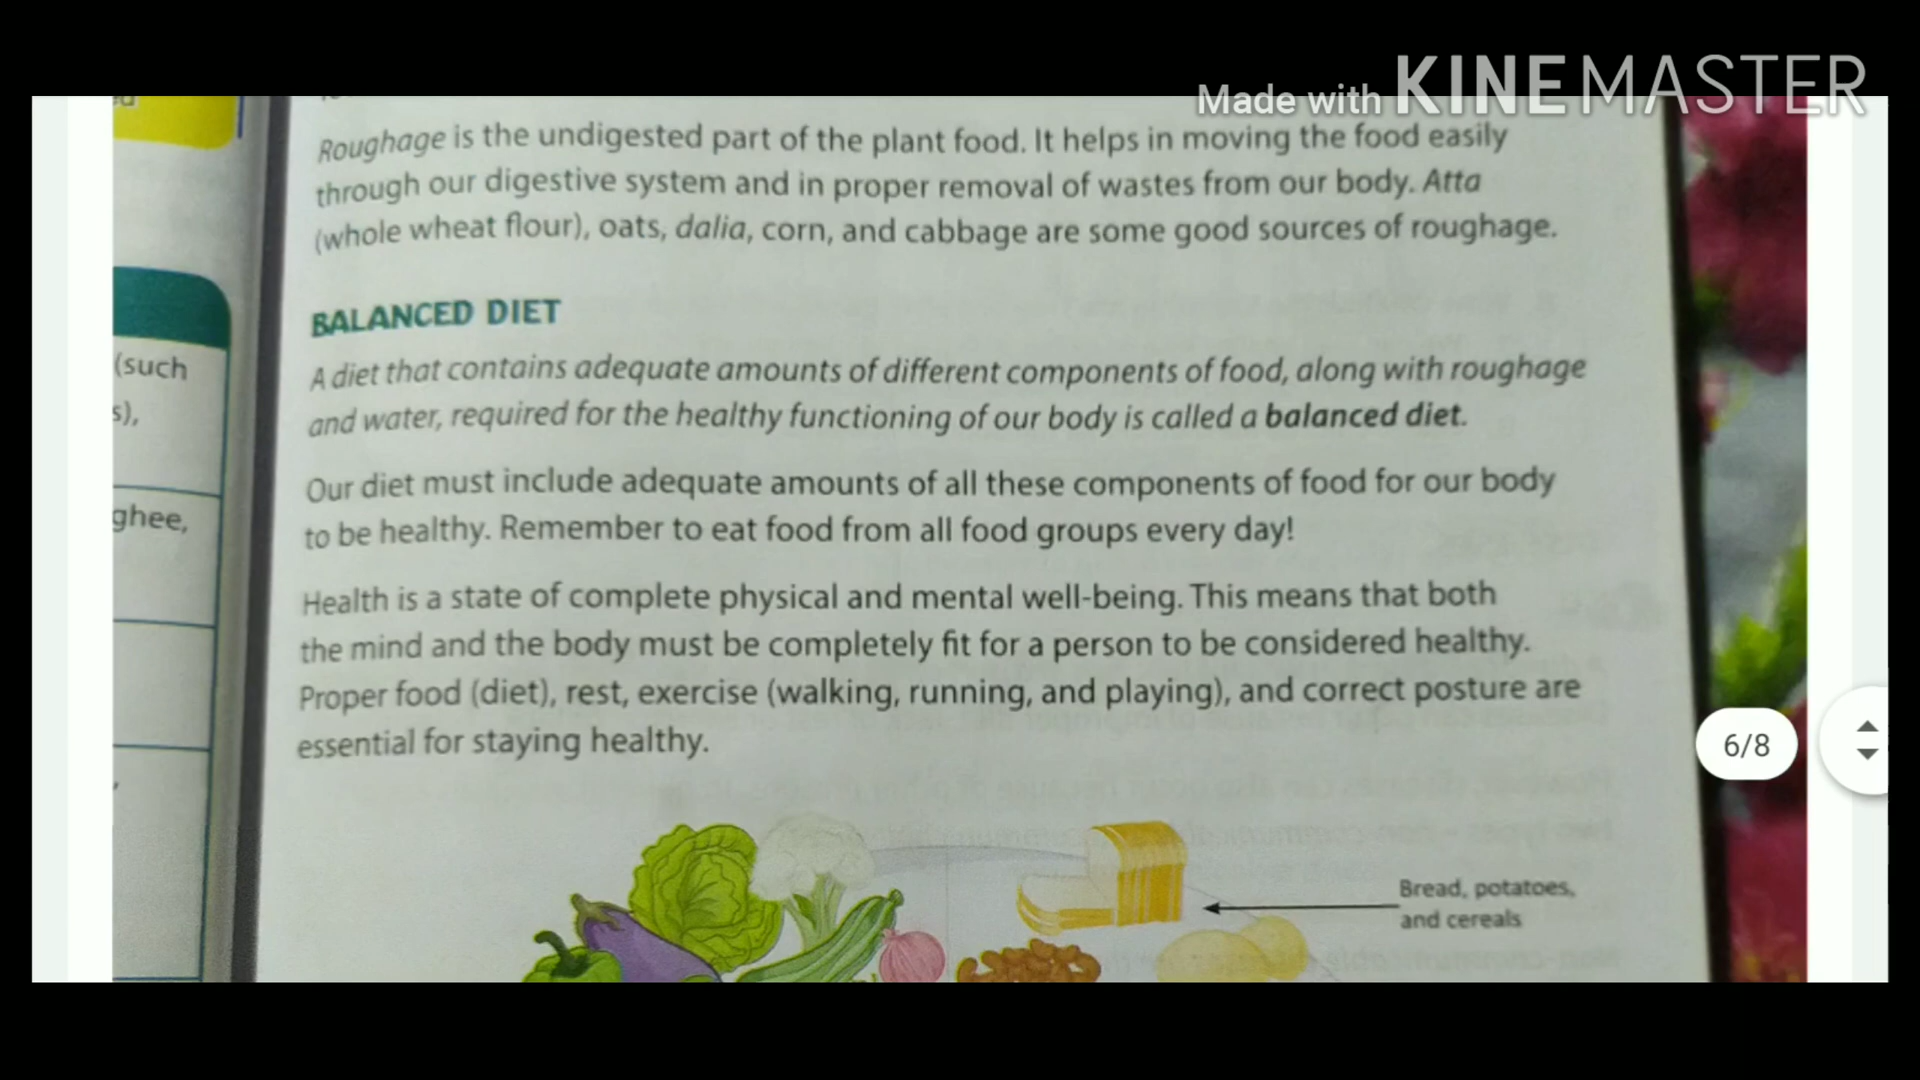 Made with KINEMASTER
Roughage is the undigested part of the plant food. It helps in moving the food easily
through our digestive system and in proper removal of wastes from our body. Atta
(whole wheat flour), oats, dalia, corn, and cabbage are some good sources of roughage.
BALANCED DIET
A diet that contains adequate amounts of different components of food, along with roughage
and water, required for the healthy functioning of our body is called a balanced diet.
Our diet must include adequate amounts of all these components of food for our body
to be healthy. Remember to eat food from all food groups every day!
Health is a state of complete physical and mental well-being. This means that both
the mind and the body must be completely fit for a person to be considered healthy.
Proper food (diet), rest, exercise (walking, running, and playing), and correct posture are
essential for staying healthy.
(such
s),
ghee,
6/8
Bread, potatoes,
and cereals